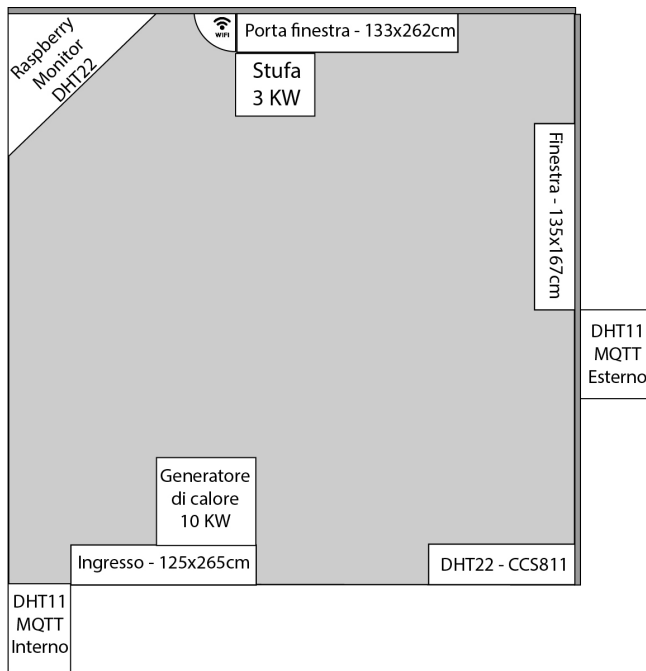 Raspberry
Monitor
DHT22
WIFI
Porta finestra - 133x262cm
Stufa
3 KW
Finestra - 135x167cm
DHT11
MQTT
Esterno
Generatore
di calore
10 KW
Ingresso - 125x265cm
DHT22 - CCS811
DHT11
MQTT
Interno